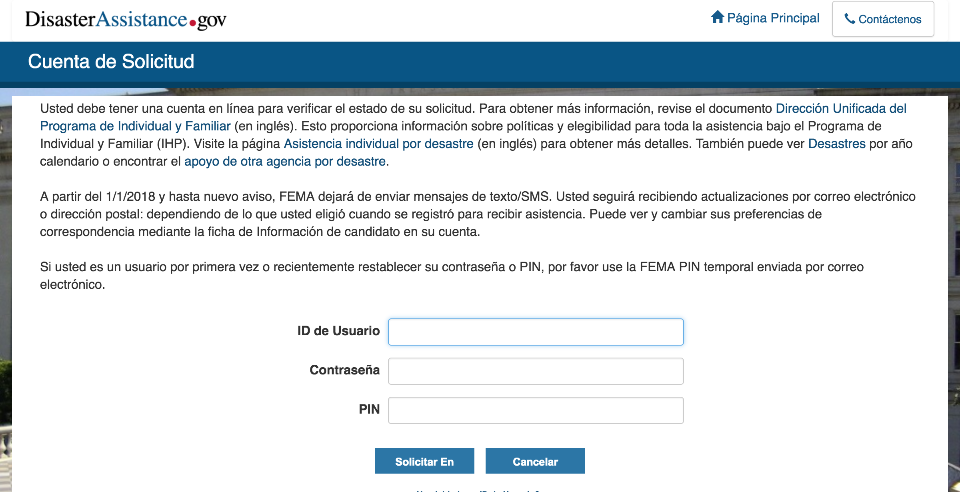 DisasterAssistance.gov
Página Principal
Contáctenos
Cuenta de Solicitud
Usted debe tener una cuenta en línea para verificar el estado de su solicitud. Para obtener más información, revise el documento Dirección Unificada del
Programa de Individual y Familiar (en inglés). Esto proporciona información sobre políticas y elegibilidad para toda la asistencia bajo el Programa de
Individual y Familiar (IHP). Visite la página Asistencia individual por desastre (en inglés) para obtener más detalles. También puede ver Desastres por año
calendario o encontrar el apoyo de otra agencia por desastre.
A partir del 1/1/2018 y hasta nuevo aviso, FEMA dejará de enviar mensajes de texto/SMS. Usted seguirá recibiendo actualizaciones por correo electrónico
o dirección postal: dependiendo de lo que usted eligió cuando se registró para recibir asistencia. Puede ver y cambiar sus preferencias de
correspondencia mediante la ficha de Información de candidato en su cuenta.
Si usted es un usuario por primera vez o recientemente restablecer su contraseña o PIN, por favor use la FEMA PIN temporal enviada por correo
electrónico.
ID de Usuario
Contraseña
PIN
Solicitar En
Cancelar